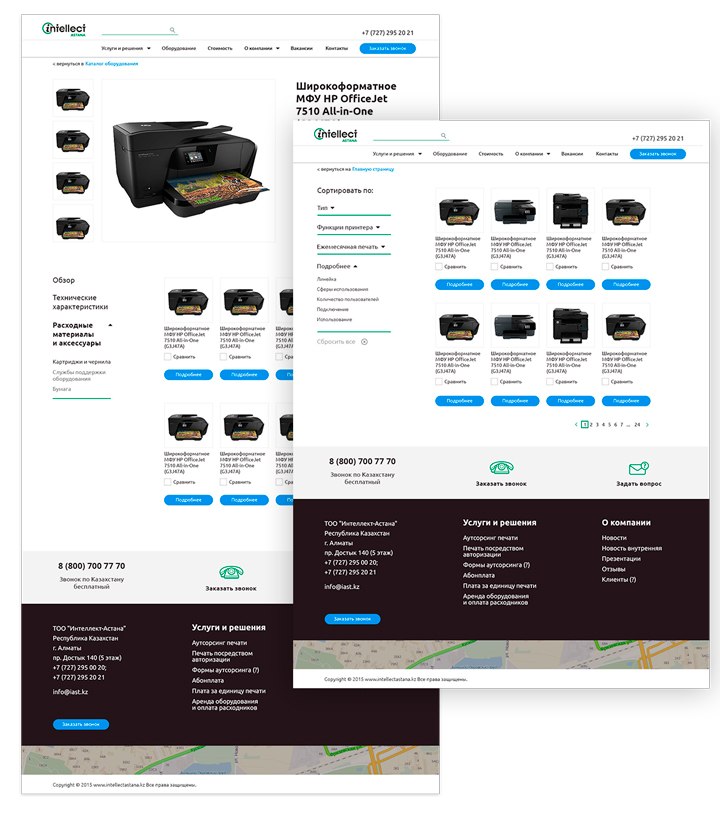 intellect
ASTANA
+7 (727) 295 20 21
Услуги и решения
Оборудование
Стоимость
О компании
Вакансии
Контакты
Заказать звонок
< вернуться в Каталог оборудования
Широкоформатное
МФУ HP OfficeJet
7510 All-in-One
Обзор
Технические
характеристики
Расходные
материалы
и аксессуары
Картриджи и чернила
Службы поддержки
оборудования
Бумага
Широкоформатное
МФУ HP OfficeJet
7510 All-in-One
(G3J47A)
Сравнить
Подробнее
Широкоформатное
МФУ HP OfficeJet
7510 All-in-One
(G3J47A)
Сравнить
Подробнее
Широкоформатное
МФУ HP OfficeJet
7510 All-in-One
(G3J47A)
Сравнить
Подробнее
Широкоформатное
МФУ HP OfficeJet
7510 All-in-One
(G3J47A)
Сравнить
Подробнее
8 (800) 700 77 70
Звонок по Казахстану
бесплатный
Заказать звонок
ТОО "Интеллект-Астана"
Республика Казахстан
г. Алматы
пр. Достык 140 (5 этаж)
+7 (727) 295 00 20;
+7 (727) 295 20 21
info@iast.kz
Заказать звонок
Услуги и решения
Аутсорсинг печати
Печать посредством
авторизации
Формы аутсорсинга (?)
Абонплата
Плата за единицу печати
Аренда оборудования
и оплата расходников
Copyright © 2015 www.intellectastana.kz Все права защищены.
intellect
ASTANA
+7 (727) 295 20 21
Услуги и решения
Оборудование
Стоимость
О компании
Вакансии
Контакты
Заказать звонок
< вернуться на Главную страницу
Сортировать по:
Тип
Функции принтера
Ежемесячная печать
Подробнее
Линейка
Сферы использования
Количество пользователей
Подключение
Использование
Сбросить все
Широкоформатное
МФУ HP OfficeJet
7510 All-in-One
(G3J47A)
Сравнить
Подробнее
Широкоформатное
МФУ HP OfficeJet
7510 All-in-One
(G3J47A)
Сравнить
Подробнее
Широкоформатное
МФУ HP OfficeJet
7510 All-in-One
(G3J47A)
Сравнить
Подробнее
Широкоформатное
МФУ HP OfficeJet
7510 All-in-One
(G3J47A)
Сравнить
Подробнее
Широкоформатное
МФУ HP OfficeJet
7510 All-in-One
(G3J47A)
Сравнить
Подробнее
Широкоформатное
МФУ HP OfficeJet
7510 All-in-One
(G3J47A)
Сравнить
Подробнее
Широкоформатное
МФУ HP OfficeJet
7510 All-in-One
(G3J47A)
Сравнить
Подробнее
Широкоформатное
МФУ HP OfficeJet
7510 All-in-One
(G3J47A)
Сравнить
Подробнее
< 1 2 3 4 5 6 7 ... 24 >
8 (800) 700 77 70
Звонок по Казахстану
бесплатный
Заказать звонок
Задать вопрос
ТОО "Интеллект-Астана"
Республика Казахстан
г. Алматы
пр. Достык 140 (5 этаж)
+7 (727) 295 00 20;
+7 (727) 295 20 21
info@iast.kz
Заказать звонок
Услуги и решения
Аутсорсинг печати
Печать посредством
авторизации
Формы аутсорсинга (?)
Абонплата
Плата за единицу печати
Аренда оборудования
и оплата расходников
О компании
Новости
Новость внутренняя
Презентации
Отзывы
Клиенты (?)
Copyright © 2015 www.intellectastana.kz Все права защищены.